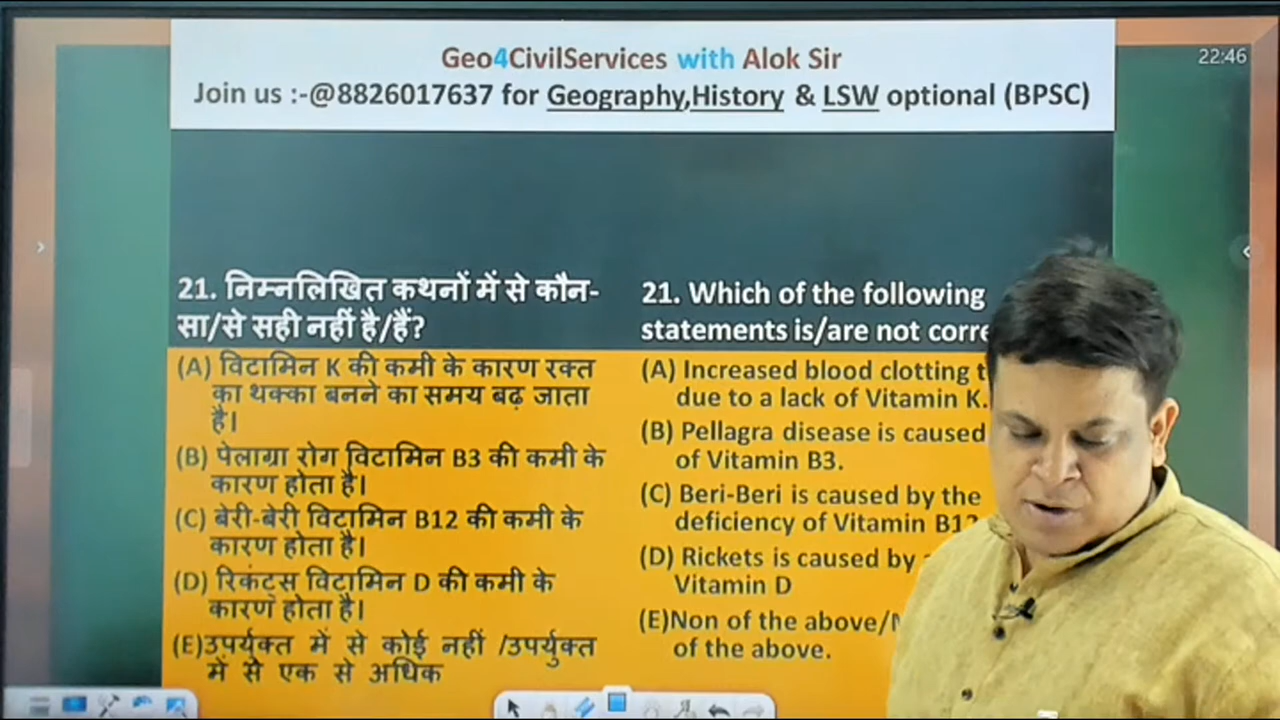 Geo4CivilServices with Alok Sir
Join us :-@8826017637 for Geography,History & LSW optional (BPSC)
22:46
21. निम्नलिखित कथनों में से कौन-
सा/से सही नहीं है/हैं?
(A) विटामिन K की कमी के कारण रक्त
का थक्का बनने का समय बढ़ जाता
है।
(B) पेलाग्रा रोग विटामिन B3 की कमी के
कारण होता है।
(C) बेरी-बेरी विटामिन B12 की कमी के
कारण होता है।
(D) रिकेट्स विटामिन D की कमी के
कारण होता है।
(E)उपर्युक्त में से कोई नहीं /उपर्युक्त
में से एक से अधिक
21. Which of the following
statements is/are not
(A) Increased blood clotting
due to a lack of Vitamin K.
(B) Pellagra disease is caused
of Vitamin B3.
(C) Beri-Beri is caused by the
deficiency of Vitamin B12
(D) Rickets is caused by
Vitamin D
(E)Non of the above/
of the above.